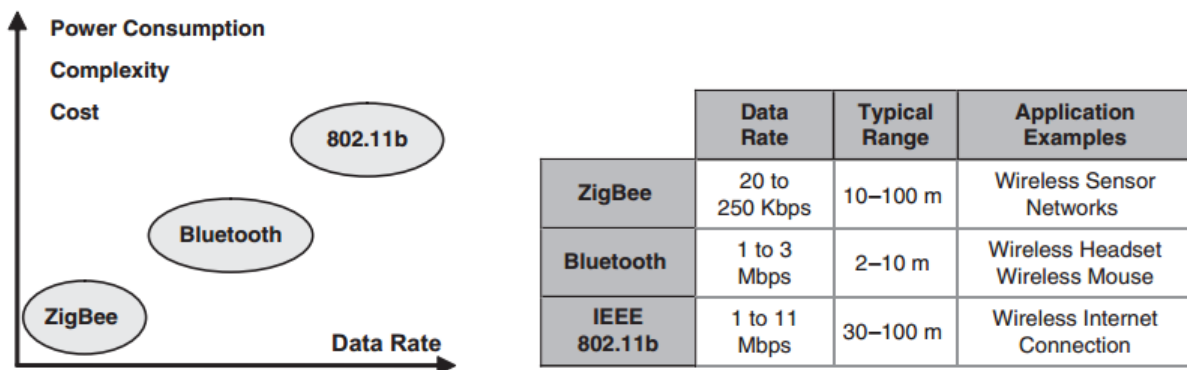 Power Consumption
Complexity
Cost
802.11b
Bluetooth
ZigBee
Data Rate
Data
Rate
Typical
Range
Application
Examples
ZigBee
20 to
250 Kbps
10–100 m
Wireless Sensor
Networks
Bluetooth
1 to 3
Mbps
2–10 m
Wireless Headset
Wireless Mouse
IEEE
802.11b
1 to 11
Mbps
30–100 m
Wireless Internet
Connection